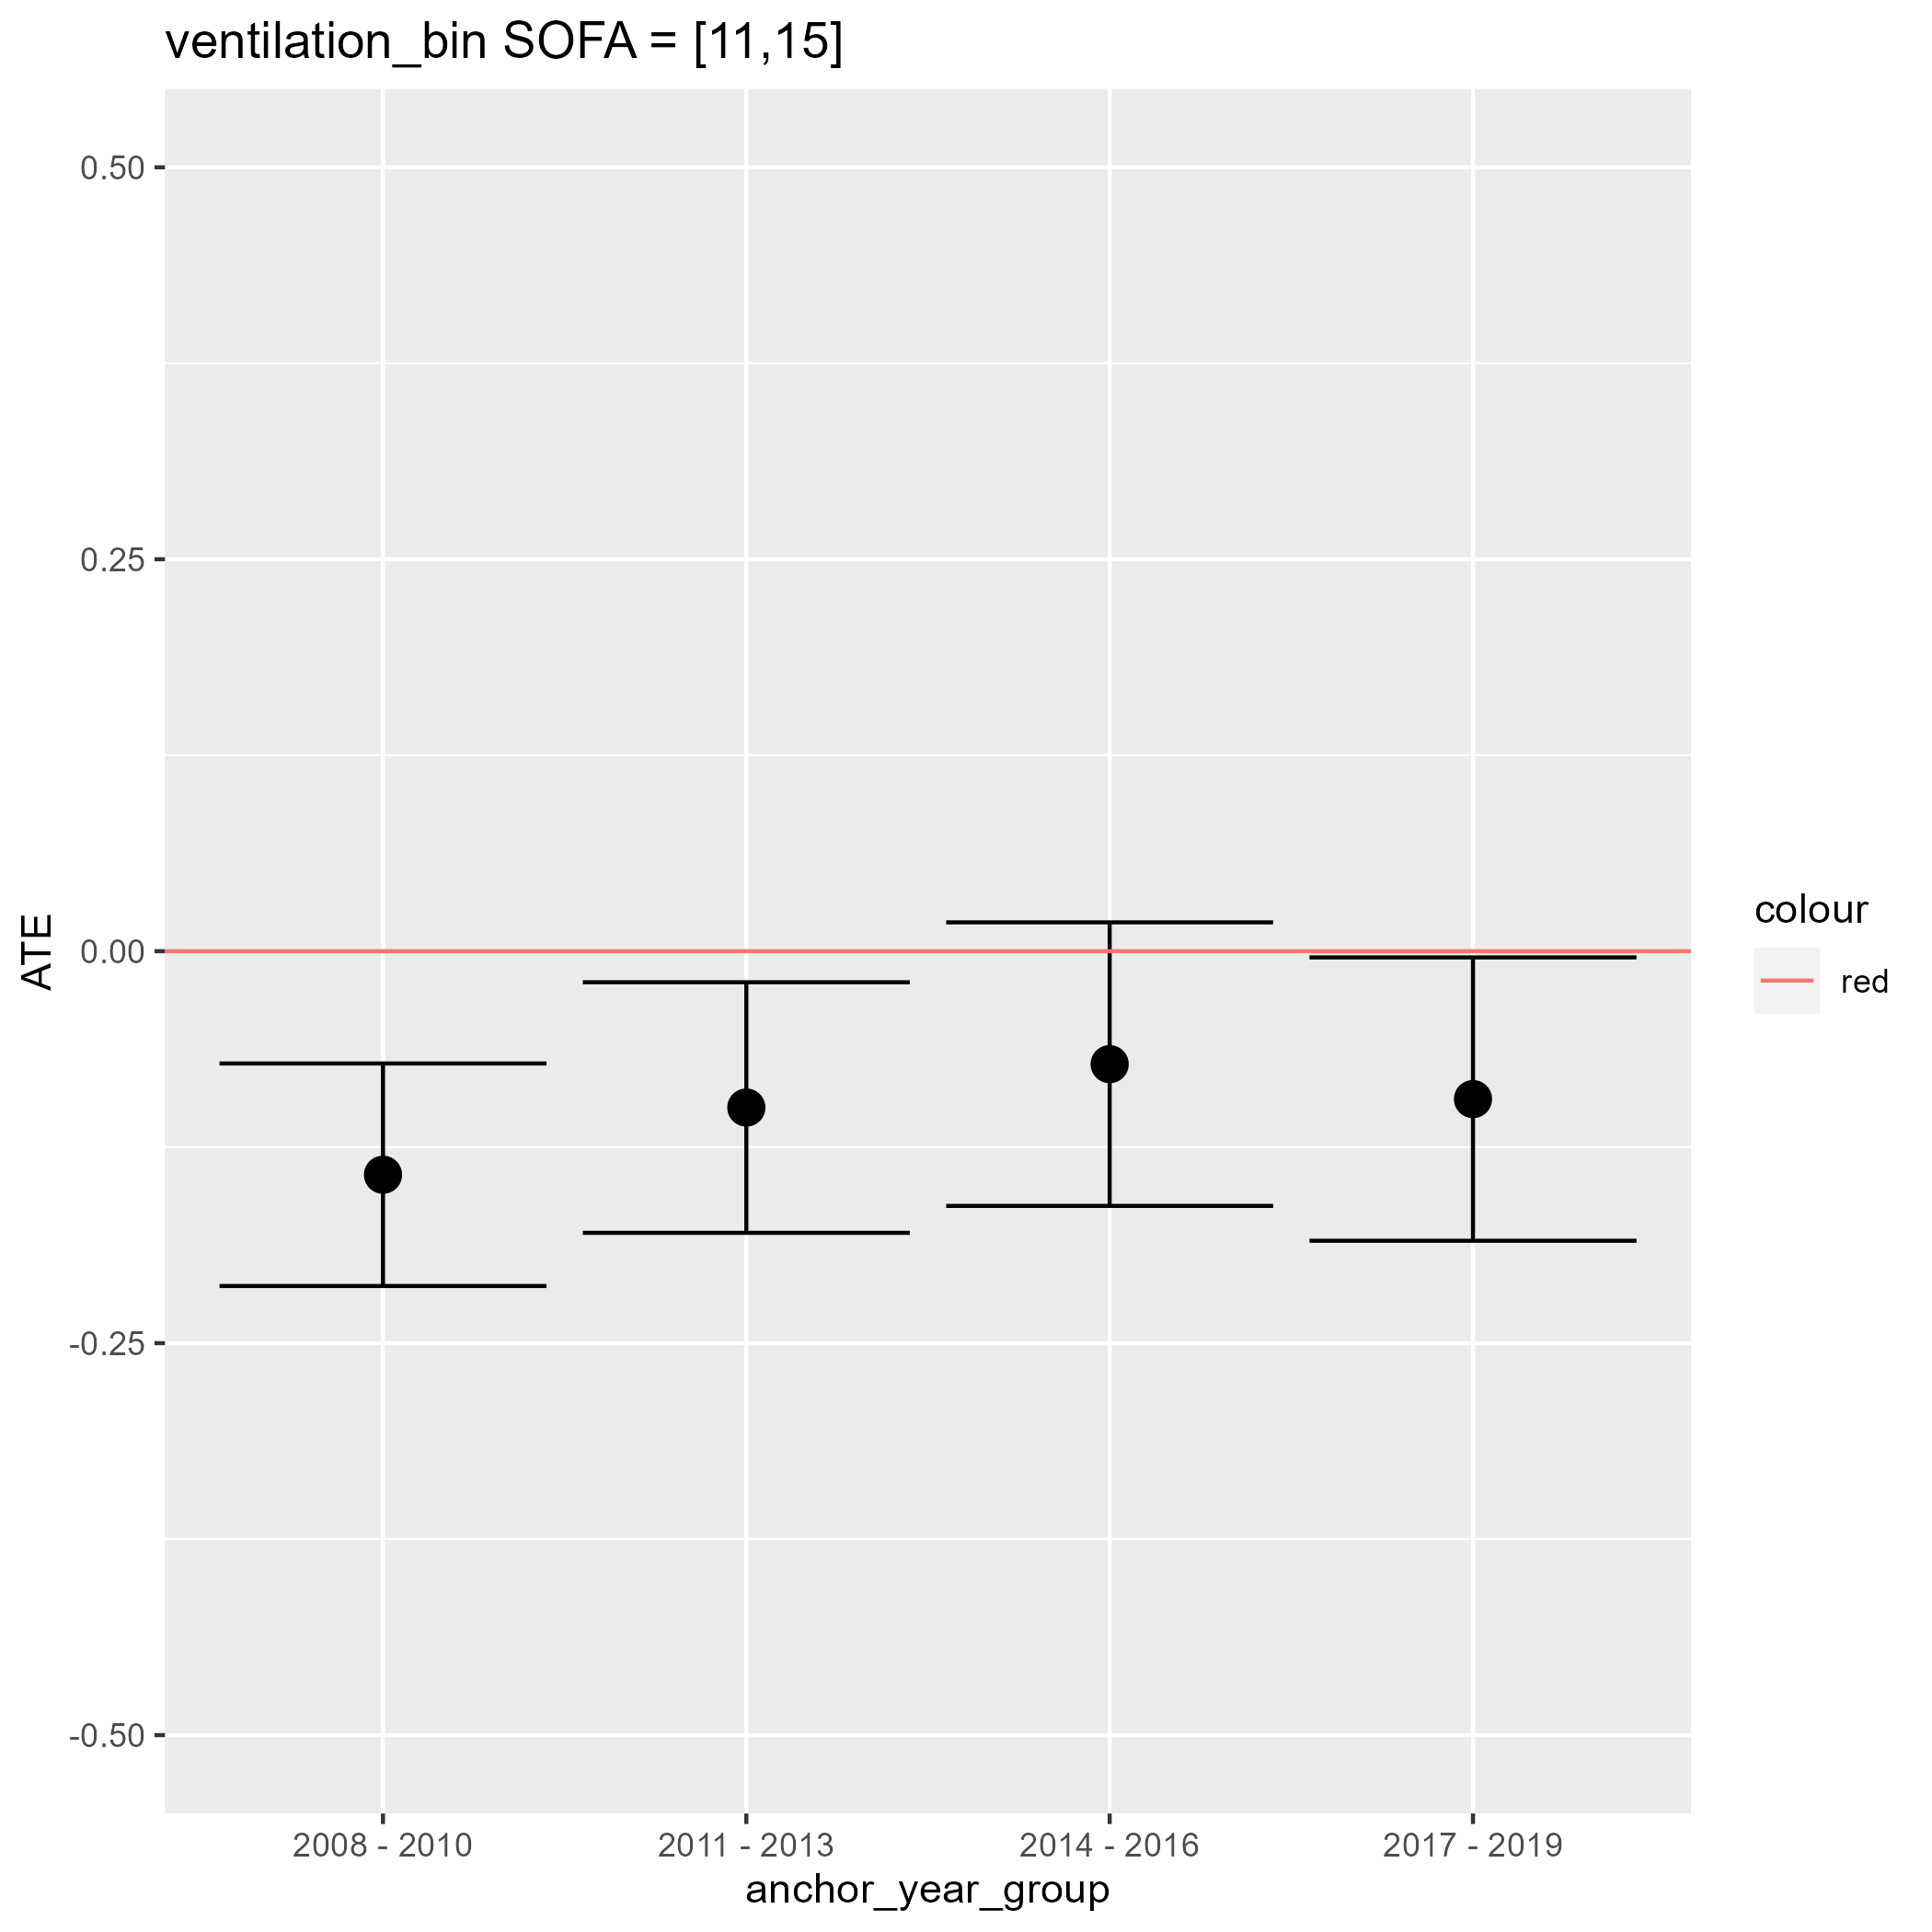 ventilation_bin SOFA = [11,15]
0.50
0.25
0.00
-0.25
-0.50
ATE
2008 - 2010
2011 - 2013
2014 - 2016
2017 - 2019
anchor_year_group
colour
red